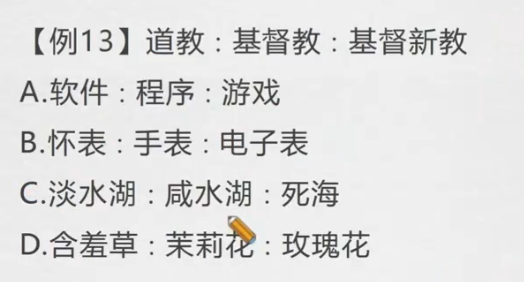 【例13】道教：基督教：基督新教
A.软件：程序：游戏
B.怀表：手表：电子表
C.淡水湖：咸水湖：死海
D.含羞草：茉莉花：玫瑰花